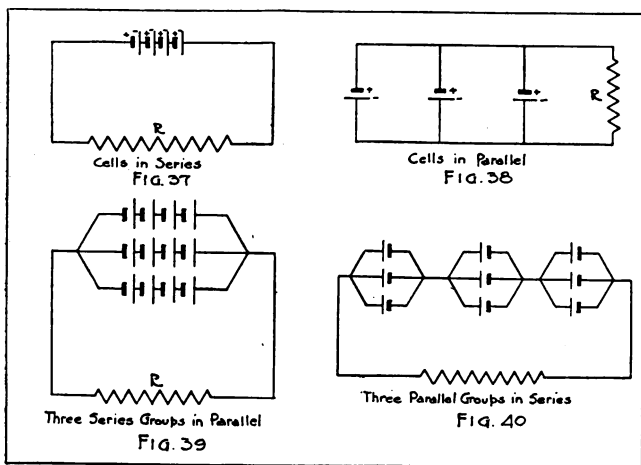 + - + - + - + -
R
Cells in Series
FIG. 37
+
-
+
-
+
-
R
Cells in Parallel
FIG. 38
R
Three Series Groups in Parallel
FIG. 39
Three Parallel Groups in Series
FIG. 40